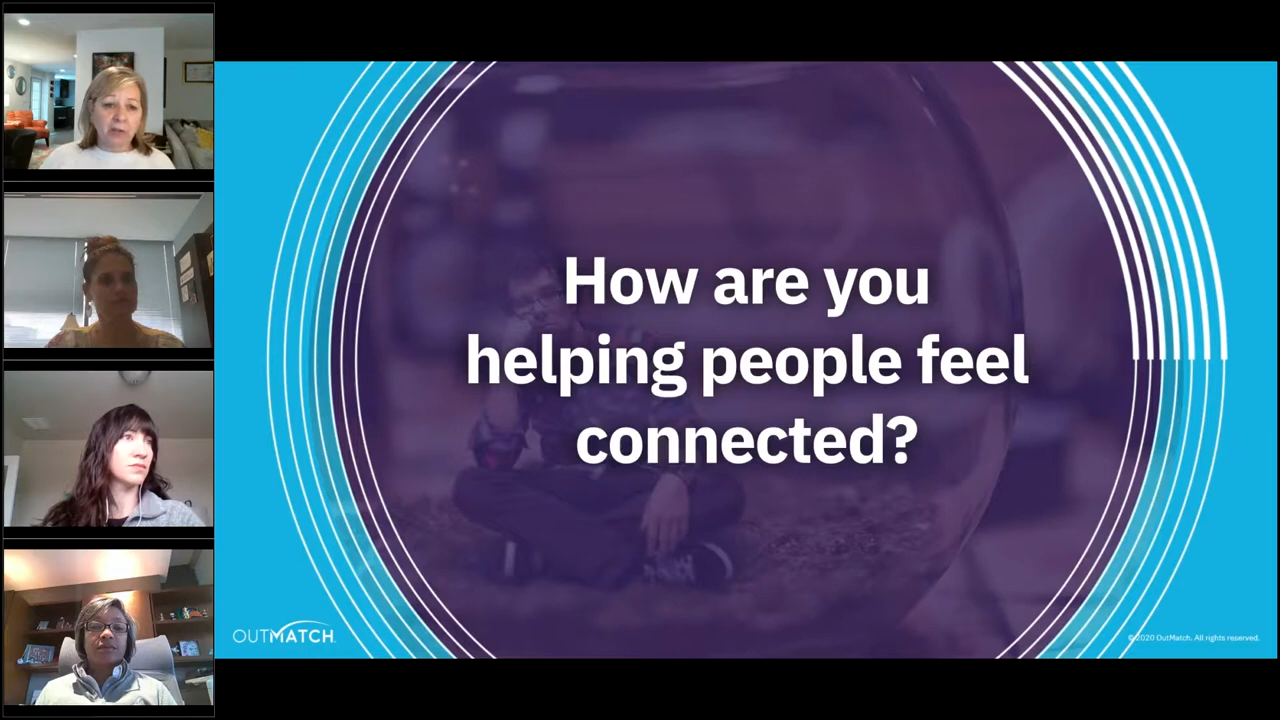 How are you
helping people feel
connected?
OUTMATCH
© 2020 OutMatch. All rights reserved.